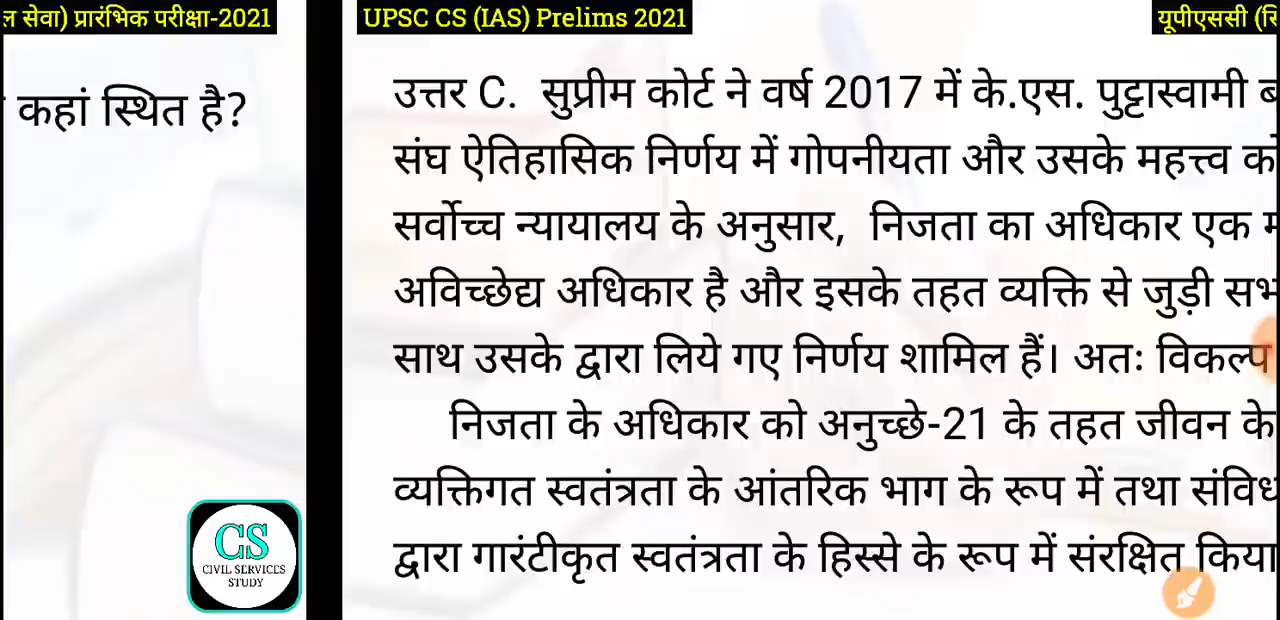 सेवा) प्रारंभिक परीक्षा-2021
कहां स्थित है?
CS
CIVIL SERVICES
STUDY
UPSC CS (IAS) Prelims 2021
यूपीएससी
उत्तर C. सुप्रीम कोर्ट ने वर्ष 2017 में के.एस. पुट्टास्वामी
संघ ऐतिहासिक निर्णय में गोपनीयता और उसके महत्त्व
सर्वोच्च न्यायालय के अनुसार, निजता का अधिकार एक
अविच्छेद्य अधिकार है और इसके तहत व्यक्ति से जुड़ी
साथ उसके द्वारा लिये गए निर्णय शामिल हैं। अतः विकल्प
निजता के अधिकार को अनुच्छे-21 के तहत जीवन के
व्यक्तिगत स्वतंत्रता के आंतरिक भाग के रूप में तथा
द्वारा गारंटीकृत स्वतंत्रता के हिस्से के रूप में संरक्षित किया